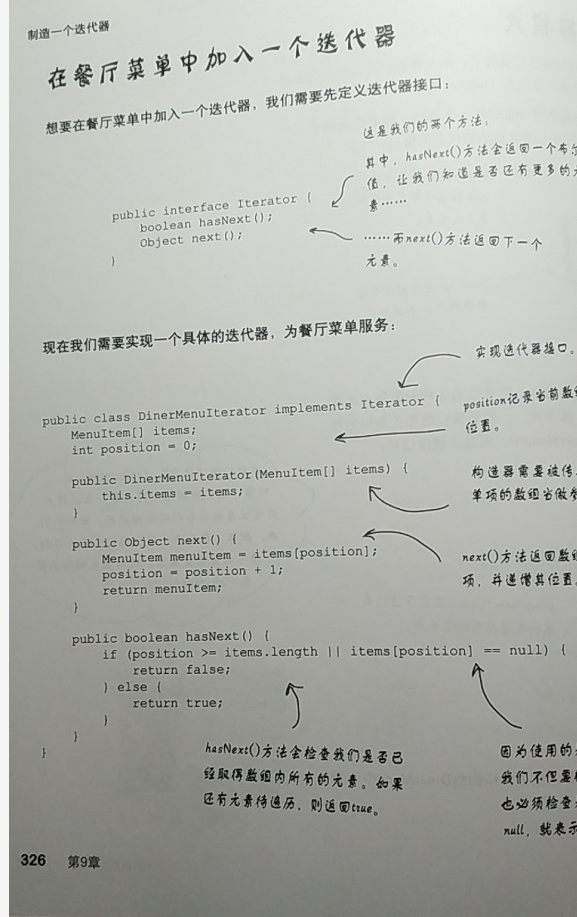 制造一个迭代器
在餐厅菜单中加入一个迭代器
想要在餐厅菜单中加入一个迭代器，我们需要先定义迭代器接口：
这是我们的两个方法：
其中，hasNext()方法会返回一个布尔
值，让我们知道是否还有更多的元
素……
public interface Iterator {
boolean hasNext();
Object next();
}
……而next()方法返回下一个
元素。
现在我们需要实现一个具体的迭代器，为餐厅菜单服务：
实现迭代器接口。
public class DinerMenuIterator implements Iterator {
MenuItem[] items;
int position = 0;
position记录当前数组
位置。
public DinerMenuIterator(MenuItem[] items) {
this.items = items;
}
构造器需要被传
单项的数组当做参
public Object next() {
MenuItem menuItem = items[position];
position = position + 1;
return menuItem;
}
next()方法返回数组
项，并递增其位置。
public boolean hasNext() {
if (position >= items.length || items[position] == null) {
return false;
} else {
return true;
}
}
}
hasNext()方法会检查我们是否已
经取得数组内所有的元素。如果
还有元素待遍历，则返回true。
因为使用的
我们不但要
也必须检查
null，就表示
326 第9章